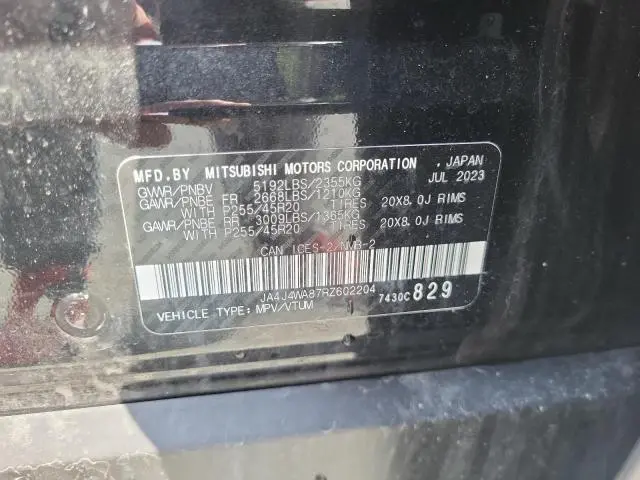 MFD.BY MITSUBISHI MOTORS CORPORATION . JAPAN
GVWR/PNBV 5192LBS/2355KG JUL 2023
GAWR/PNBE FR 2668LBS/1210KG
WITH P255/45R20 TIRES 20X8.0J RIMS
GAWR/PNBE RR 3009LBS/1365KG
WITH P255/45R20 TIRES 20X8.0J RIMS
CAN ICES-2/NMB-2
JA4J4WA87RZ602204 7430C 829
VEHICLE TYPE: MPV/VTUM